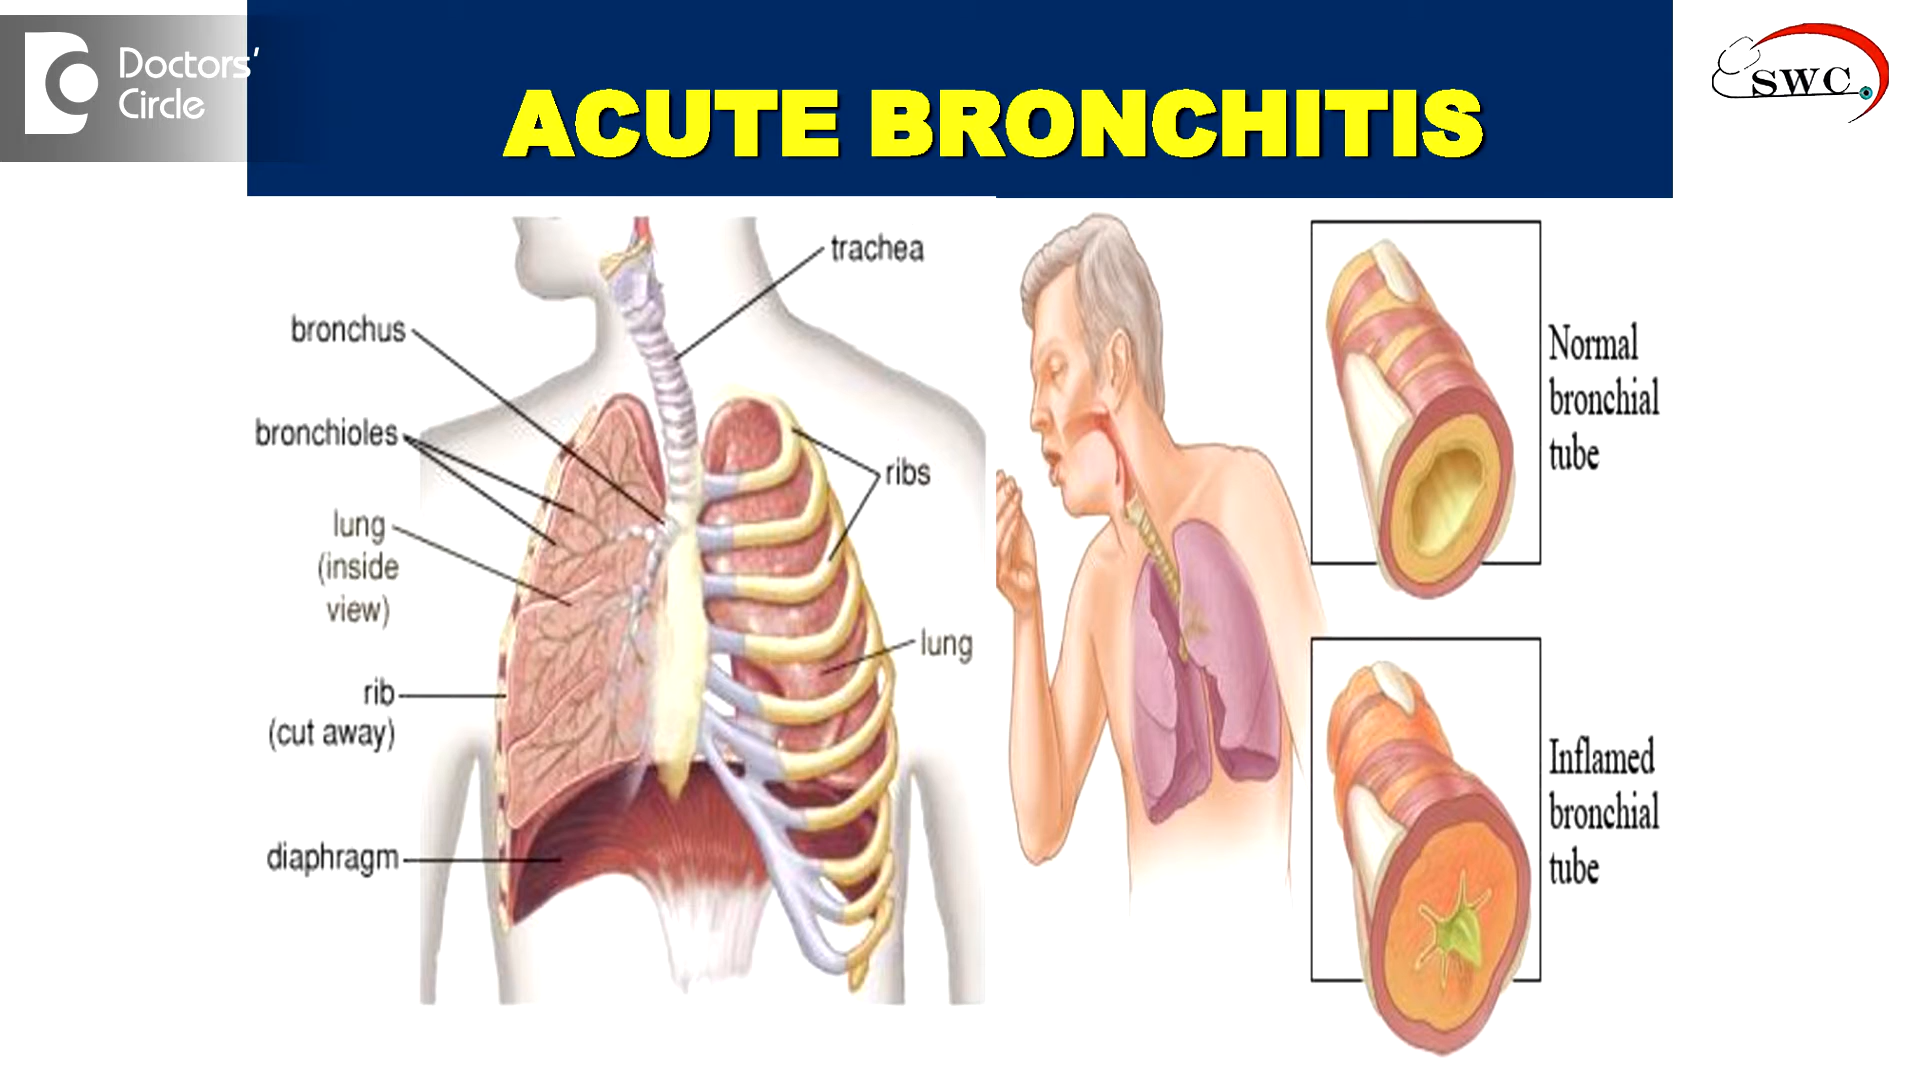 Doctors'
Circle
ACUTE BRONCHITIS
SWC
trachea
bronchus
bronchioles
lung
(inside
view)
rib
(cut away)
diaphragm
ribs
lung
Normal
bronchial
tube
Inflamed
bronchial
tube